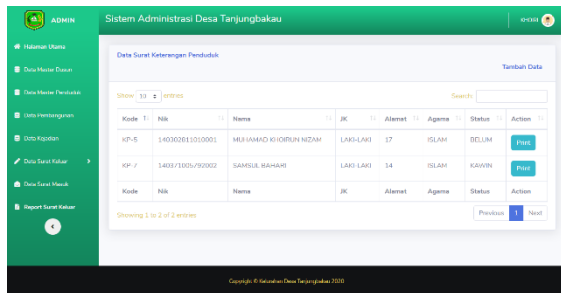 ADMIN
Sistem Administrasi Desa Tanjungbakau
KHOIRI
Halaman Utama
Data Master Dusun
Data Master Penduduk
Data Pembangunan
Data Kejadian
Data Surat Keluar
Data Surat Masuk
Report Surat Keluar
Data Surat Keterangan Penduduk
Tambah Data
Show 10 entries
Search:
Kode Nik Nama JK Alamat Agama Status Action
KP-5 140302811010001 MUHAMAD KHOIRUN NIZAM LAKI-LAKI 17 ISLAM BELUM Print
KP-7 140371005792002 SAMSUL BAHARI LAKI-LAKI 14 ISLAM KAWIN Print
Kode Nik Nama JK Alamat Agama Status Action
Showing 1 to 2 of 2 entries
Previous 1 Next
Copyright © Kelurahan Desa Tanjungbakau 2020